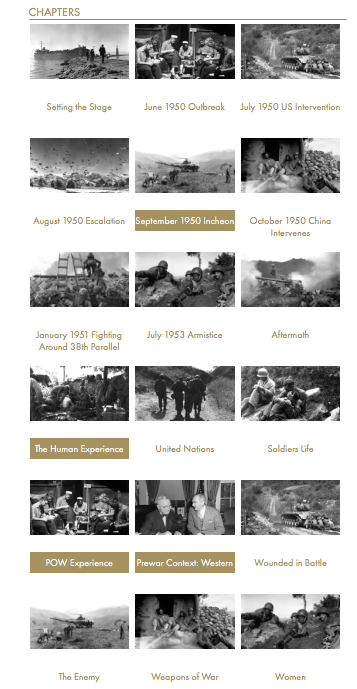 CHAPTERS
Setting the Stage
June 1950 Outbreak
July 1950 US Intervention
August 1950 Escalation
September 1950 Incheon
October 1950 China
Intervenes
January 1951 Fighting
Around 38th Parallel
July 1953 Armistice
Aftermath
The Human Experience
United Nations
Soldiers Life
POW Experience
Prewar Context: Western
Wounded in Battle
The Enemy
Weapons of War
Women